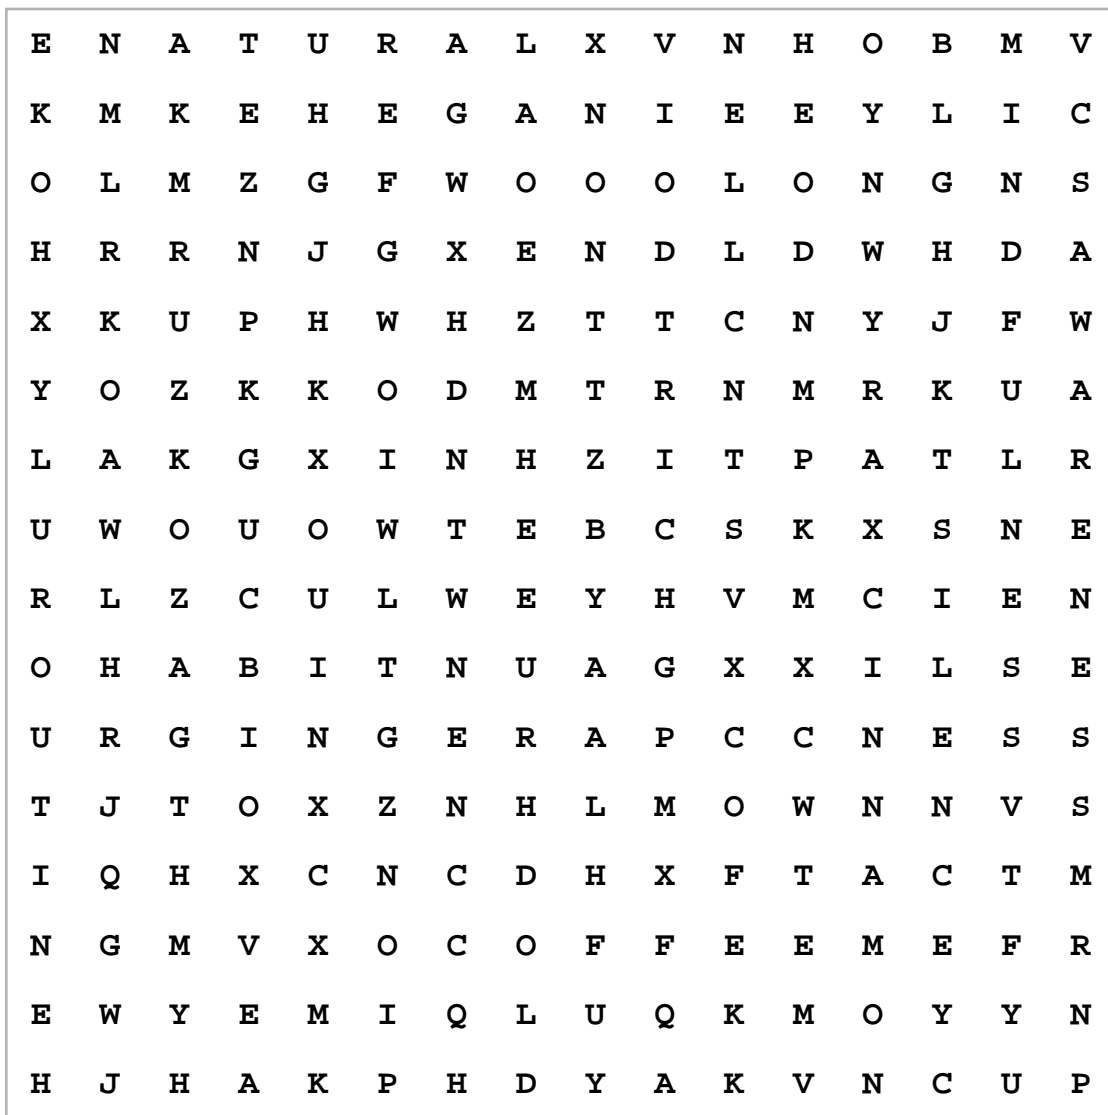 E N A T U R A L X V N H O B M V
K M K E H E G A N I E E Y L I C
O L M Z G F W O O O L O N G N S
H R R N J G X E N D L D W H D A
X K U P H W H Z T T C N Y J F W
Y O Z K K O D M T R N M R K U A
L A K G X I N H Z I T P A T L R
U W O U O W T E B C S K X S N E
R L Z C U L W E Y H V M C I E N
O H A B I T N U A G X X I L S E
U R G I N G E R A P C C N E S S
T J T O X Z N H L M O W N N V S
I Q H X C N C D H X F T A C T M
N G M V X O C O F F E E M E F R
E W Y E M I Q L U Q K M O Y Y N
H J H A K P H D Y A K V N C U P